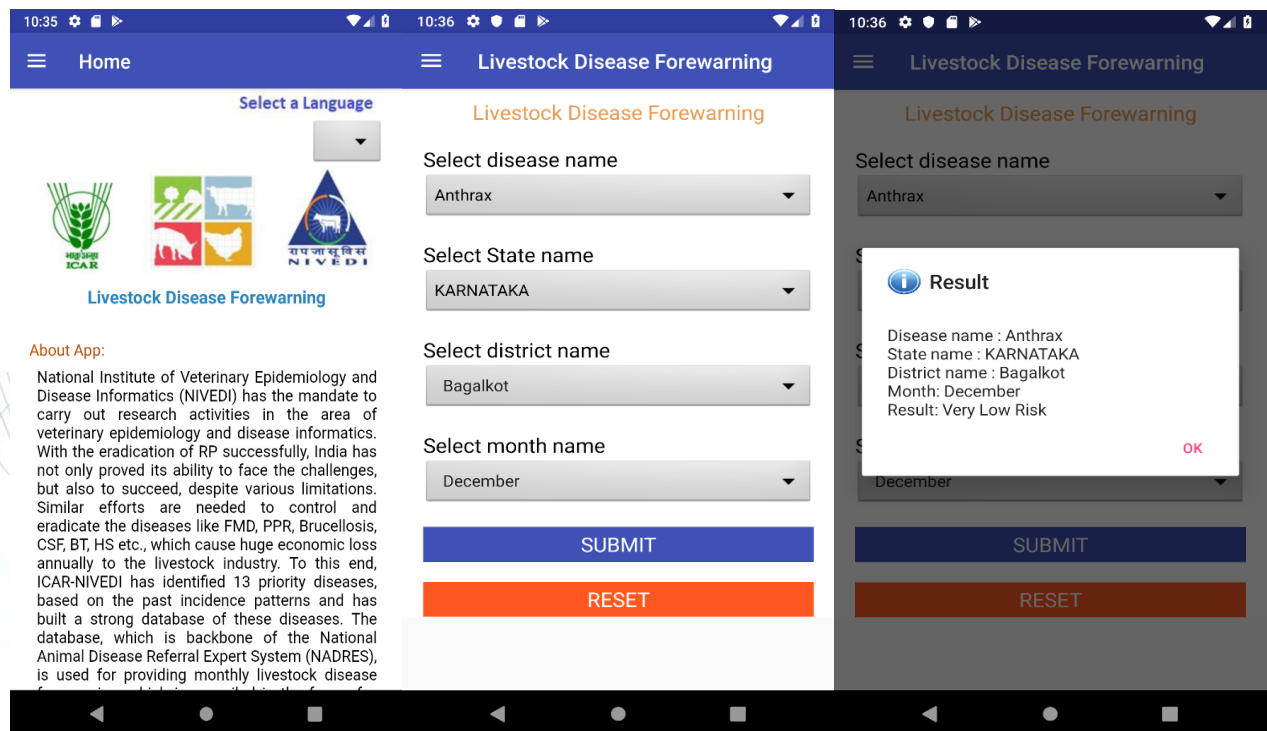 10:35
Home
Select a Language
ICAR
रा प जा सू वि सं
NIVEDI
Livestock Disease Forewarning
About App:
National Institute of Veterinary Epidemiology and
Disease Informatics (NIVEDI) has the mandate to
carry out research activities in the area of
veterinary epidemiology and disease informatics.
With the eradication of RP successfully, India has
not only proved its ability to face the challenges,
but also to succeed, despite various limitations.
Similar efforts are needed to control and
eradicate the diseases like FMD, PPR, Brucellosis,
CSF, BT, HS etc., which cause huge economic loss
annually to the livestock industry. To this end,
ICAR-NIVEDI has identified 13 priority diseases,
based on the past incidence patterns and has
built a strong database of these diseases. The
database, which is backbone of the National
Animal Disease Referral Expert System (NADRES),
is used for providing monthly livestock disease
10:36
Livestock Disease Forewarning
Livestock Disease Forewarning
Select disease name
Anthrax
Select State name
KARNATAKA
Select district name
Bagalkot
Select month name
December
SUBMIT
RESET
10:36
Livestock Disease Forewarning
Livestock Disease Forewarning
Select disease name
Anthrax
Result
Disease name : Anthrax
State name : KARNATAKA
District name : Bagalkot
Month: December
Result: Very Low Risk
OK
December
SUBMIT
RESET